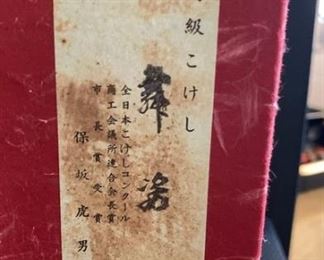 級こけし
舞姿
全日本こけしコンクール
商工会議所連合会長賞
市長賞受賞
保坂虎男